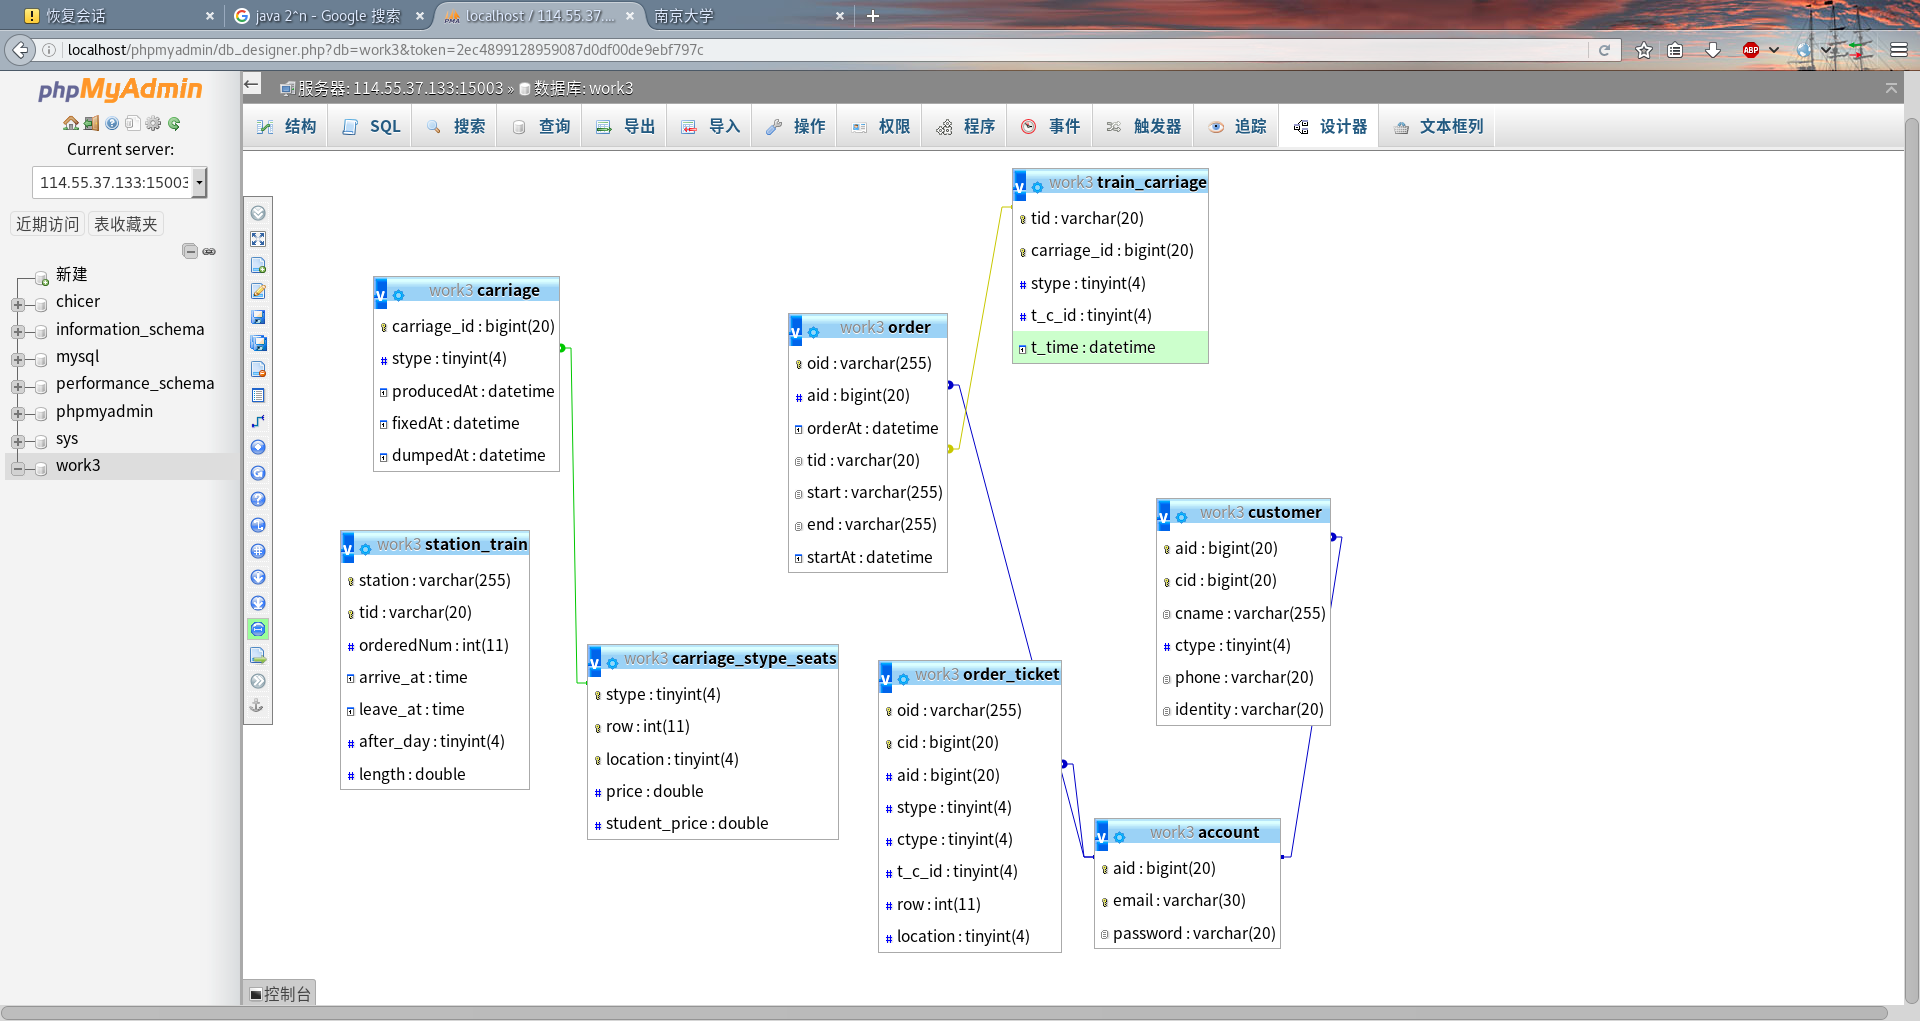 恢复会话
java 2^n - Google 搜索
localhost / 114.55.37....
南京大学
localhost/phpmyadmin/db_designer.php?db=work3&token=2ec4899128959087d0df00de9ebf797c
ABP
phpMyAdmin
Current server:
114.55.37.133:15003
近期访问
表收藏夹
新建
chicer
information_schema
mysql
performance_schema
phpmyadmin
sys
work3
服务器: 114.55.37.133:15003 » 数据库: work3
结构
SQL
搜索
查询
导出
导入
操作
权限
程序
事件
触发器
追踪
设计器
文本框列
work3 train_carriage
tid : varchar(20)
carriage_id : bigint(20)
stype : tinyint(4)
t_c_id : tinyint(4)
t_time : datetime
work3 carriage
carriage_id : bigint(20)
stype : tinyint(4)
producedAt : datetime
fixedAt : datetime
dumpedAt : datetime
work3 order
oid : varchar(255)
aid : bigint(20)
orderAt : datetime
tid : varchar(20)
start : varchar(255)
end : varchar(255)
startAt : datetime
work3 customer
aid : bigint(20)
cid : bigint(20)
cname : varchar(255)
ctype : tinyint(4)
phone : varchar(20)
identity : varchar(20)
work3 station_train
station : varchar(255)
tid : varchar(20)
orderedNum : int(11)
arrive_at : time
leave_at : time
after_day : tinyint(4)
length : double
work3 carriage_stype_seats
stype : tinyint(4)
row : int(11)
location : tinyint(4)
price : double
student_price : double
work3 order_ticket
oid : varchar(255)
cid : bigint(20)
aid : bigint(20)
stype : tinyint(4)
ctype : tinyint(4)
t_c_id : tinyint(4)
row : int(11)
location : tinyint(4)
work3 account
aid : bigint(20)
email : varchar(30)
password : varchar(20)
控制台